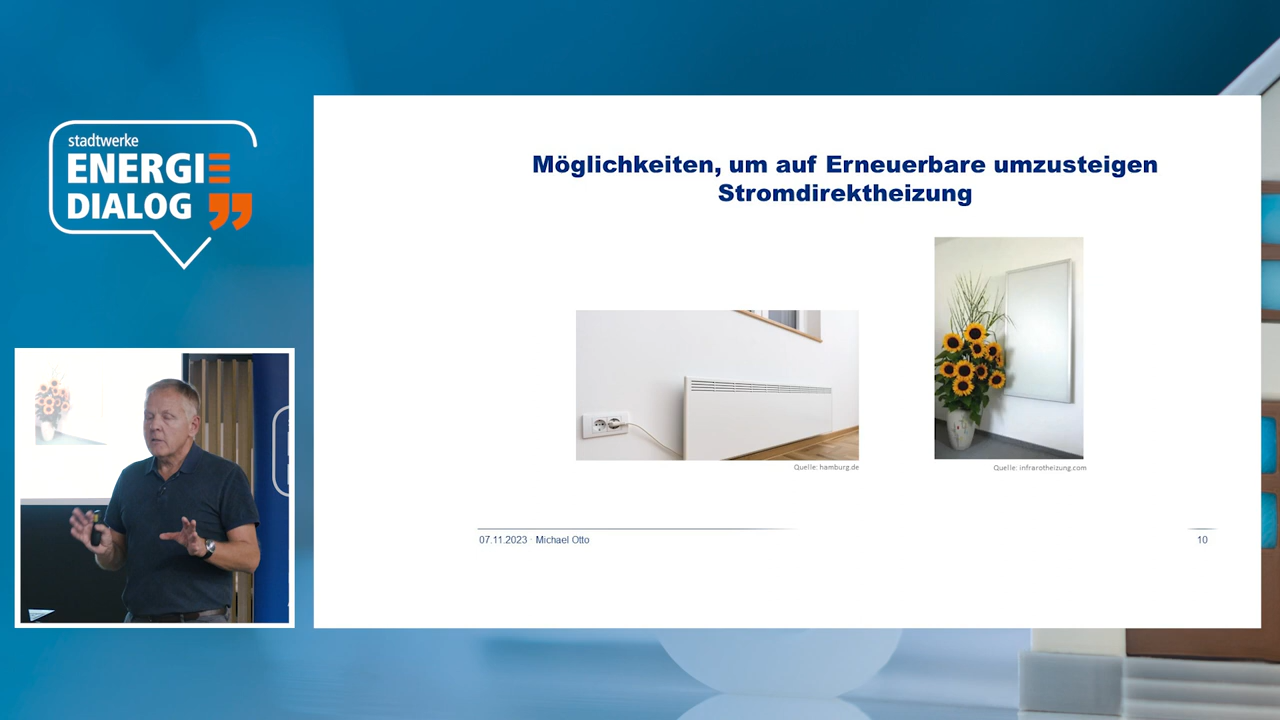 stadtwerke
ENERGIE
DIALOG
Möglichkeiten, um auf Erneuerbare umzusteigen
Stromdirektheizung
Quelle: hamburg.de
Quelle: infrarotheizung.com
07.11.2023 · Michael Otto
10